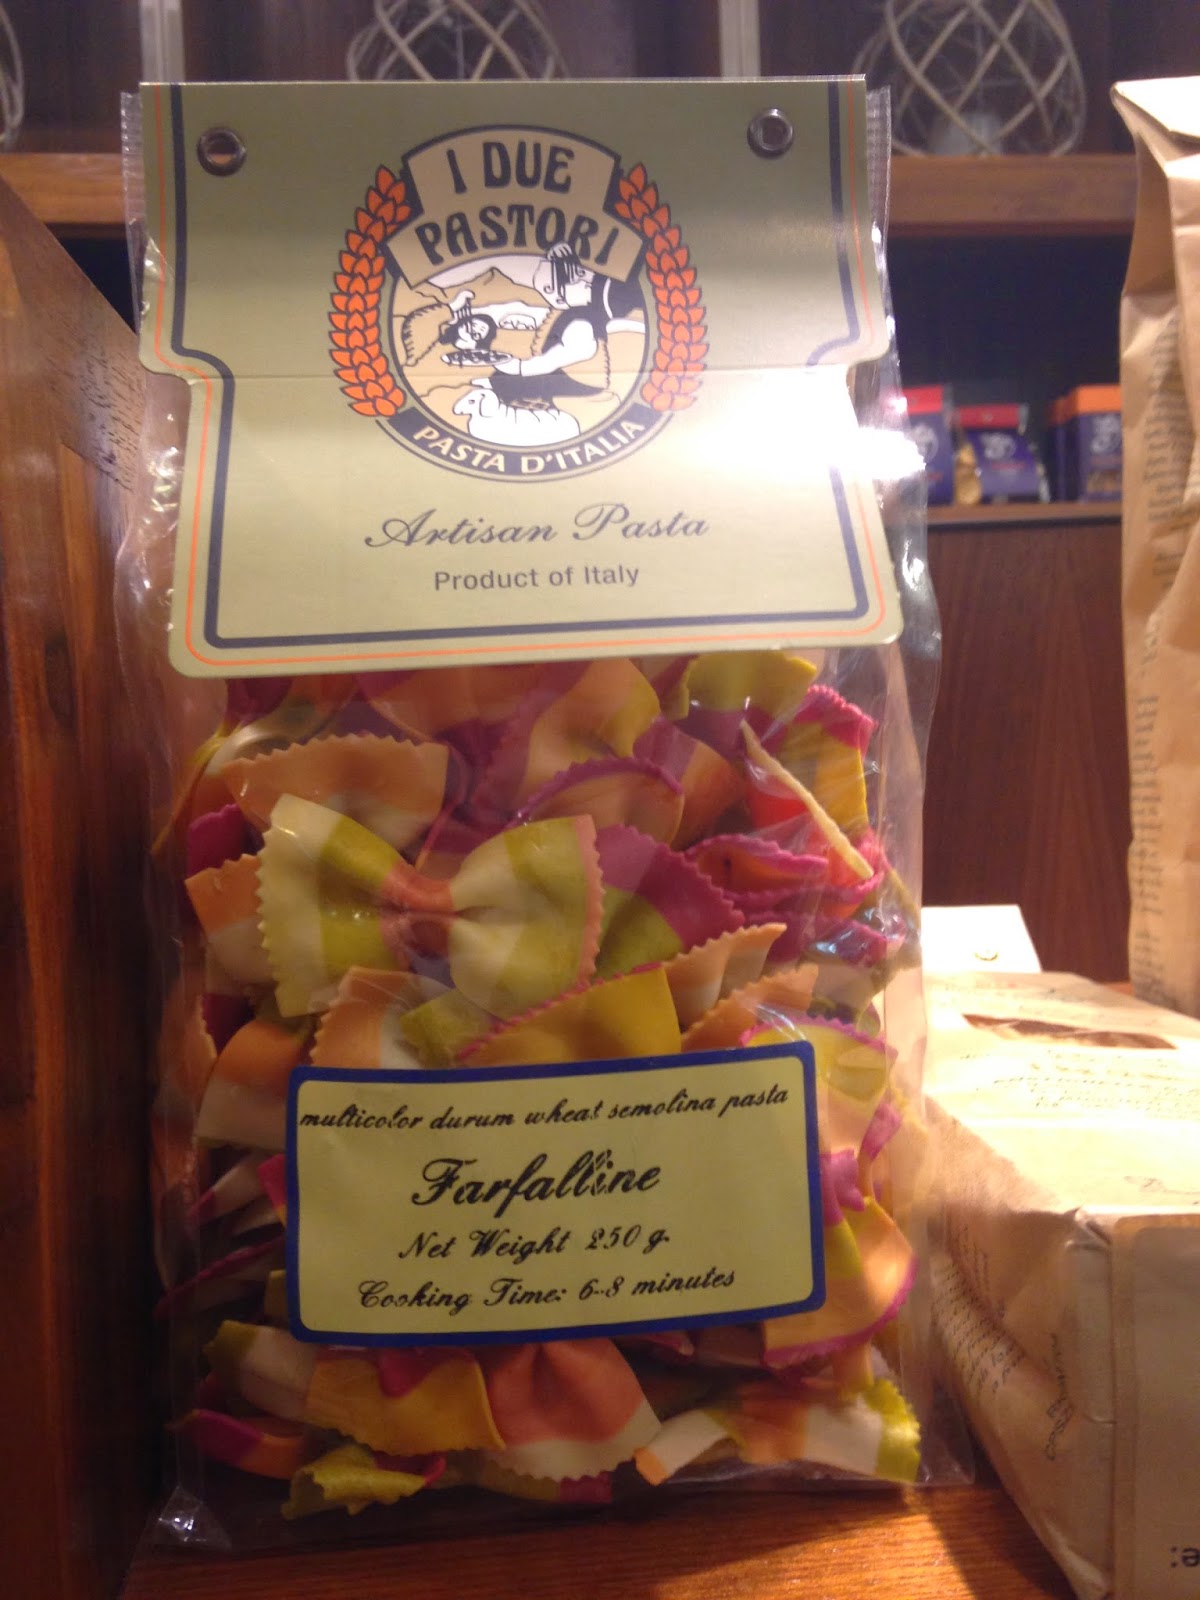 I DUE
PASTORI
PASTA D'ITALIA
Artisan Pasta
Product of Italy
multicolor durum wheat semolina pasta
Farfalline
Net Weight 250 g.
Cooking Time: 6-8 minutes